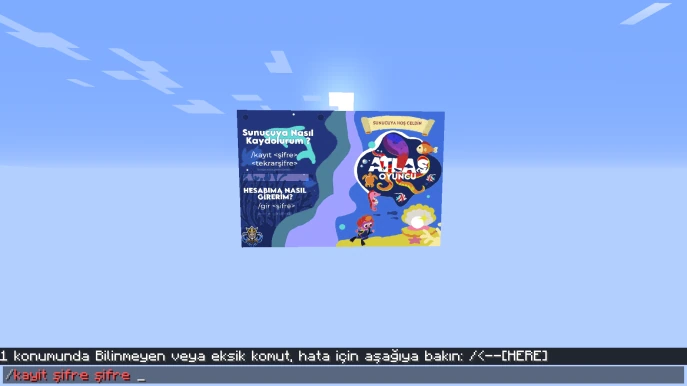 Sunucuya Nasıl
Kaydolurum ?
/kayıt <şifre>
<tekrarşifre>
HESABIMA NASIL
GİRERİM?
/gir <şifre>
SUNUCUYA HOŞ GELDİN
ATLAS
OYUNCU
1 konumunda Bilinmeyen veya eksik komut, hata için aşağıya bakın: /<--[HERE]
/kayit şifre şifre _